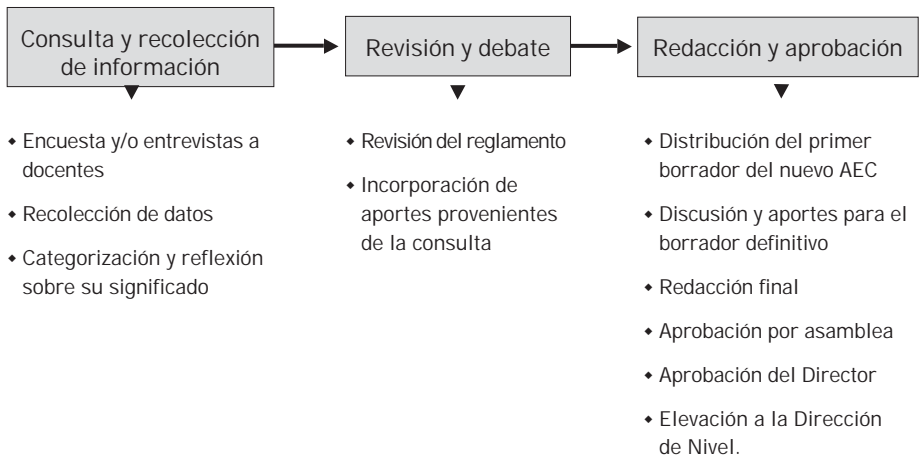 Consulta y recolección
de información
Revisión y debate
Redacción y aprobación
◆ Encuesta y/o entrevistas a
docentes
◆ Recolección de datos
◆ Categorización y reflexión
sobre su significado
◆ Revisión del reglamento
◆ Incorporación de
aportes provenientes
de la consulta
◆ Distribución del primer
borrador del nuevo AEC
◆ Discusión y aportes para el
borrador definitivo
◆ Redacción final
◆ Aprobación por asamblea
◆ Aprobación del Director
◆ Elevación a la Dirección
de Nivel.